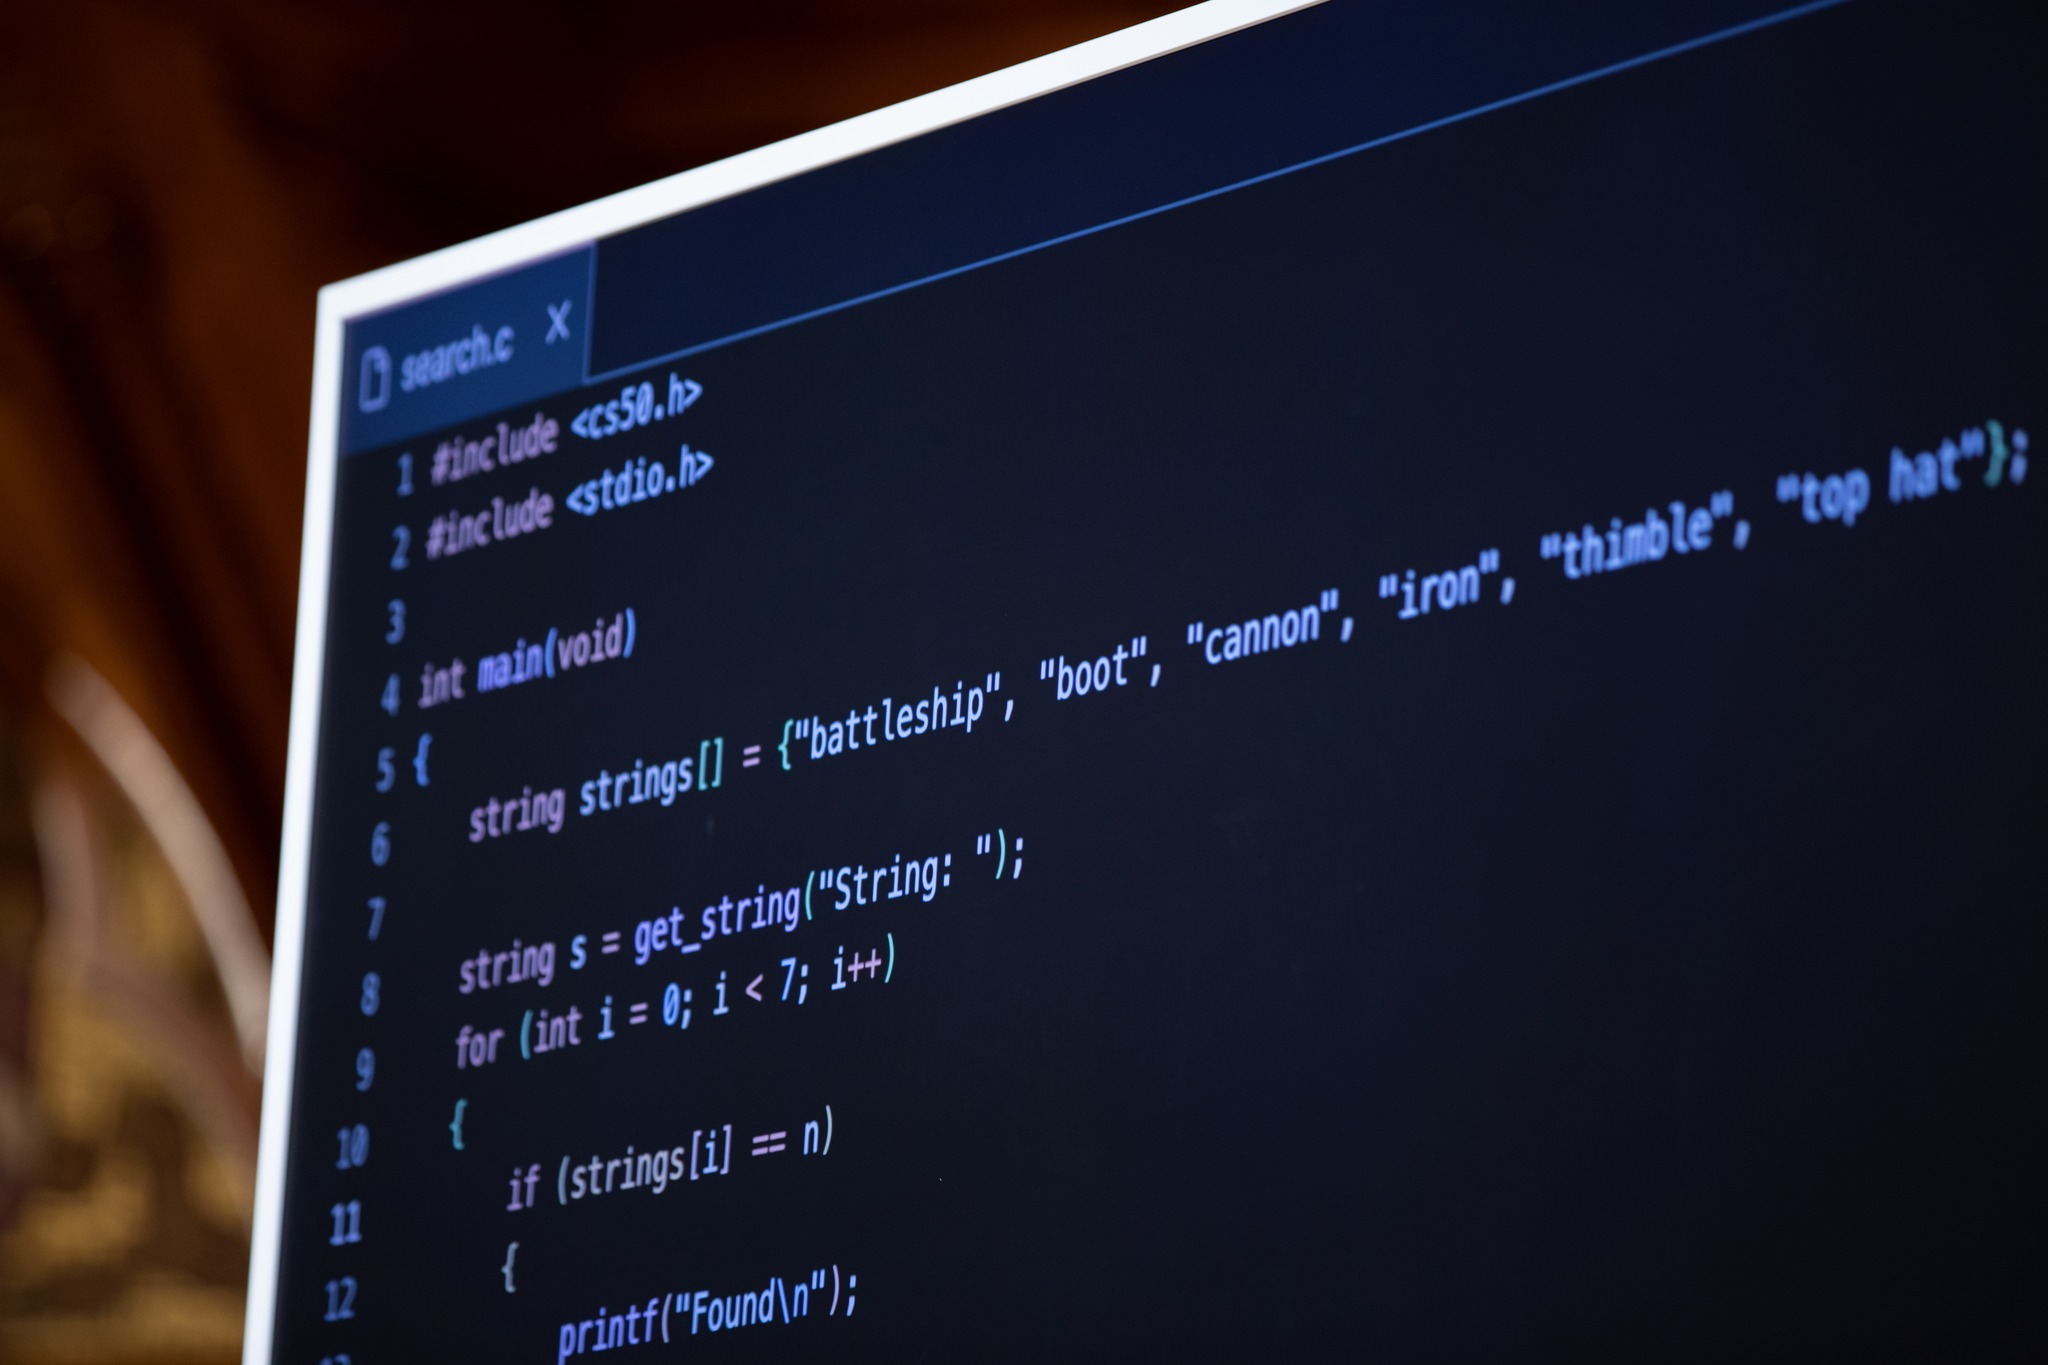 search.c X
1 #include <cs50.h>
2 #include <stdio.h>
3
4 int main(void)
5 {
6 string strings[] = {"battleship", "boot", "cannon", "iron", "thimble", "top hat"};
7
8 string s = get_string("String: ");
9 for (int i = 0; i < 7; i++)
10 {
11 if (strings[i] == n)
12 {
printf("Found\n");